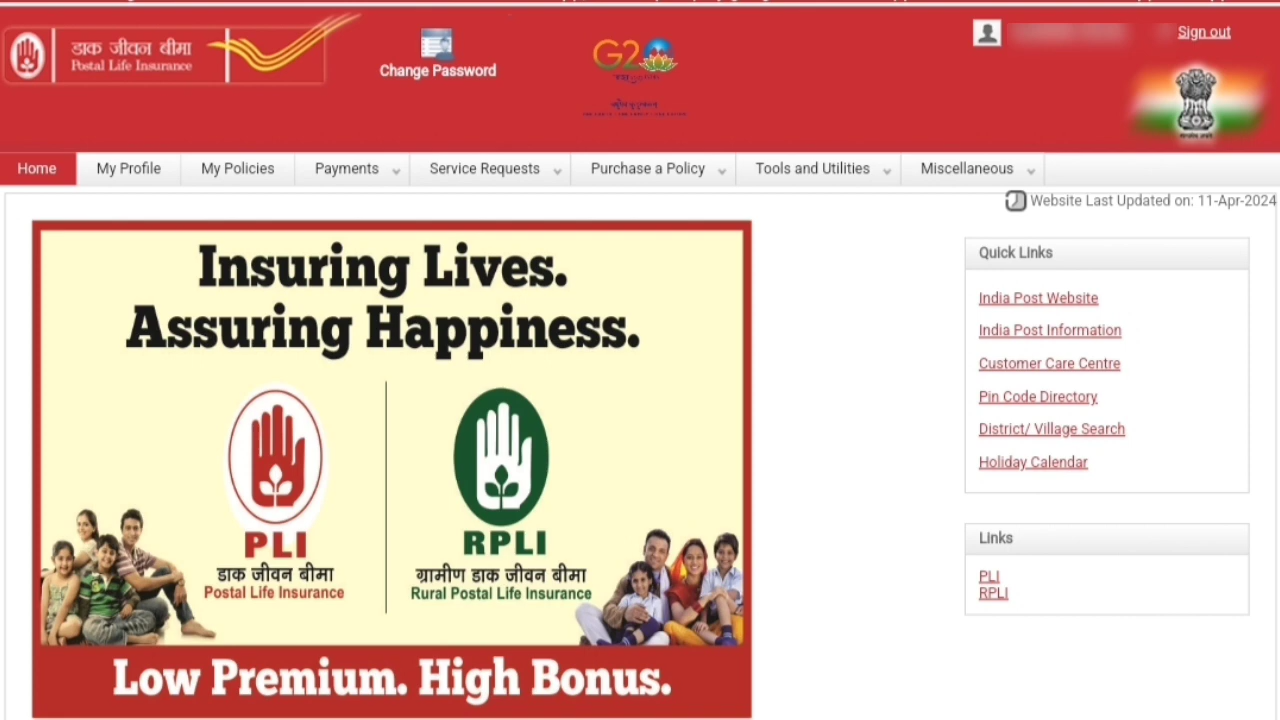 डाक जीवन बीमा
Postal Life Insurance
Change Password
G20
Sign out
Home
My Profile
My Policies
Payments
Service Requests
Purchase a Policy
Tools and Utilities
Miscellaneous
Website Last Updated on: 11-Apr-2024
Insuring Lives.
Assuring Happiness.
PLI
डाक जीवन बीमा
Postal Life Insurance
RPLI
ग्रामीण डाक जीवन बीमा
Rural Postal Life Insurance
Low Premium. High Bonus.
Quick Links
India Post Website
India Post Information
Customer Care Centre
Pin Code Directory
District/ Village Search
Holiday Calendar
Links
PLI
RPLI